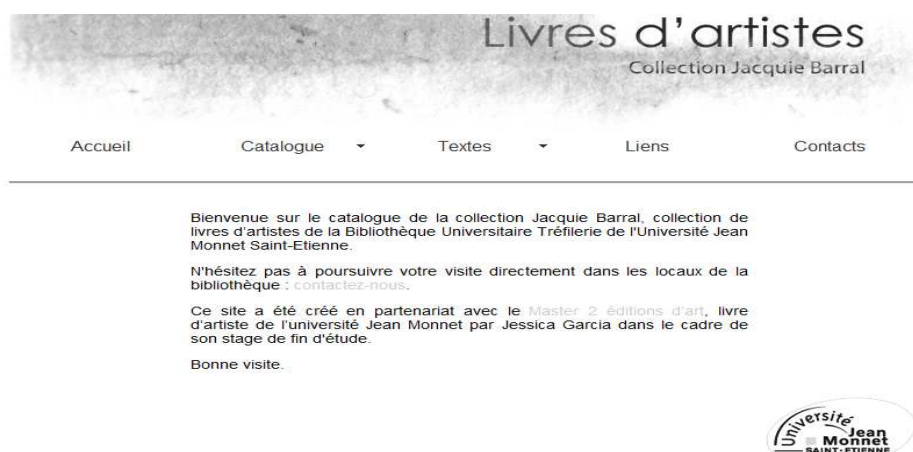 Livres d’artistes
Collection Jacquie Barral
Accueil Catalogue Textes Liens Contacts
Bienvenue sur le catalogue de la collection Jacquie Barral, collection de
livres d'artistes de la Bibliothèque Universitaire Tréfilerie de l'Université Jean
Monnet Saint-Etienne.
N'hésitez pas à poursuivre votre visite directement dans les locaux de la
bibliothèque : contactez-nous.
Ce site a été créé en partenariat avec le Master 2 éditions d'art, livre
d'artiste de l'université Jean Monnet par Jessica Garcia dans le cadre de
son stage de fin d'étude.
Bonne visite.
Université
Jean
Monnet
SAINT-ETIENNE